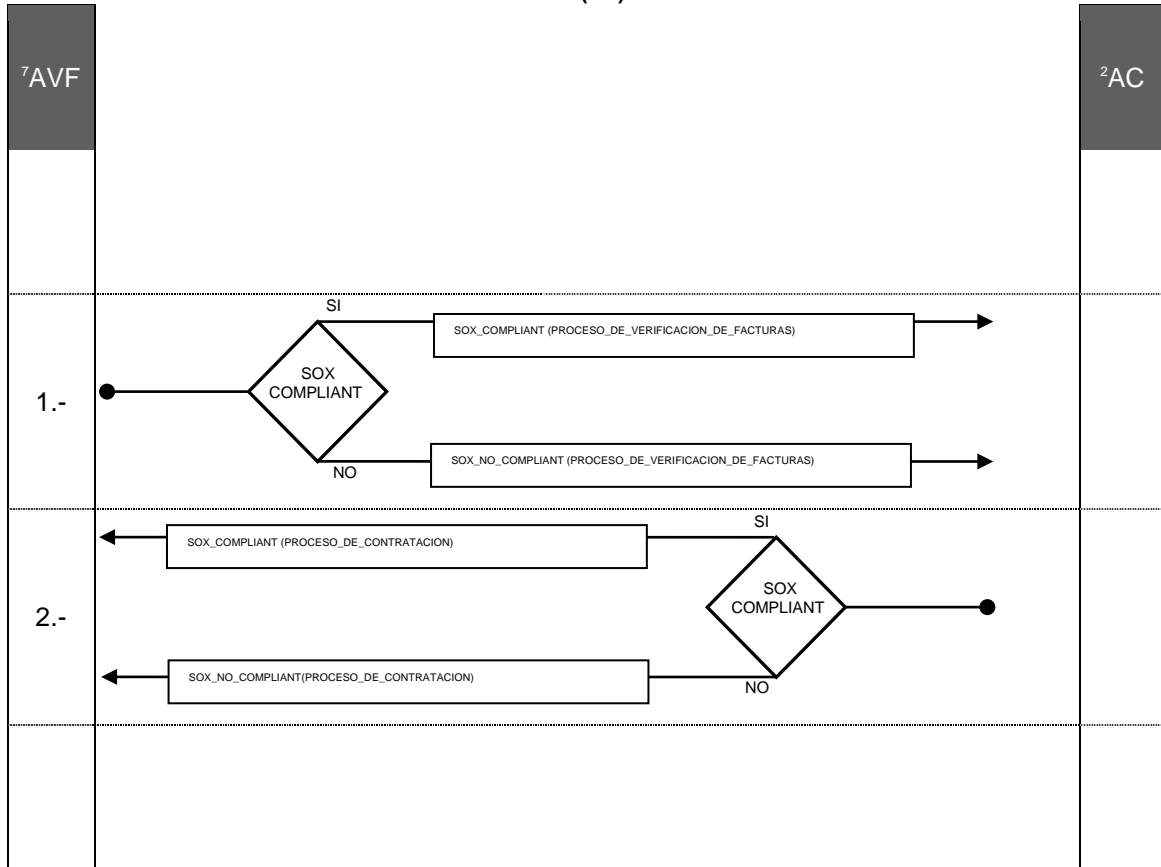 ⁷AVF
²AC
1.-
SI
SOX
COMPLIANT
SOX_COMPLIANT (PROCESO_DE_VERIFICACION_DE_FACTURAS)
NO
SOX_NO_COMPLIANT (PROCESO_DE_VERIFICACION_DE_FACTURAS)
2.-
SI
SOX_COMPLIANT (PROCESO_DE_CONTRATACION)
SOX
COMPLIANT
SOX_NO_COMPLIANT(PROCESO_DE_CONTRATACION)
NO